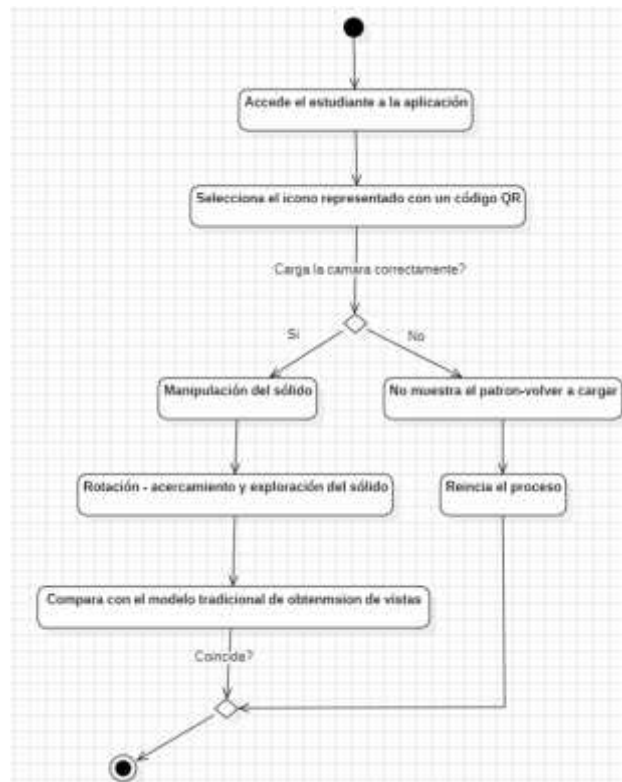 Accede el estudiante a la aplicación
Selecciona el icono representado con un código QR
Carga la camara correctamente?
Si
No
Manipulación del sólido
No muestra el patron-volver a cargar
Rotación - acercamiento y exploración del sólido
Reincia el proceso
Compara con el modelo tradicional de obtenmsion de vistas
Coincide?